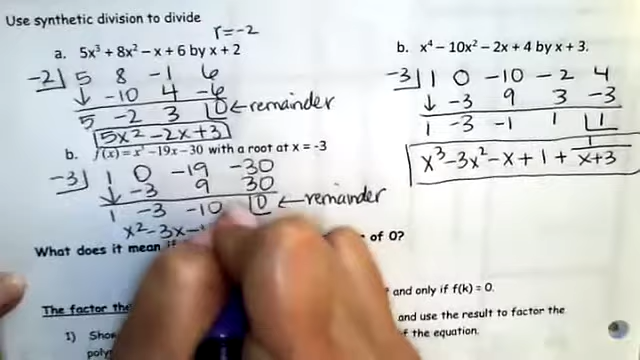 Use synthetic division to divide
r=-2
a. 5x³ + 8x² – x + 6 by x + 2
-2 5 8 -1 6
↓ -10 4 -6
5 -2 3 0 ← remainder
5x² -2x+3
b. f(x) = x³ –19x –30 with a root at x = -3
-3 1 0 -19 -30
↓ -3 9 30
1 -3 -10 0 ← remainder
x²-3x-
b. x⁴ – 10x² – 2x + 4 by x + 3.
-3 1 0 -10 -2 4
↓ -3 9 3 -3
1 -3 -1 1 1
x³-3x²-x+1+ 1/x+3
What does it mean of 0?
The factor and only if f(k) = 0.
1) and use the result to factor the
of the equation.